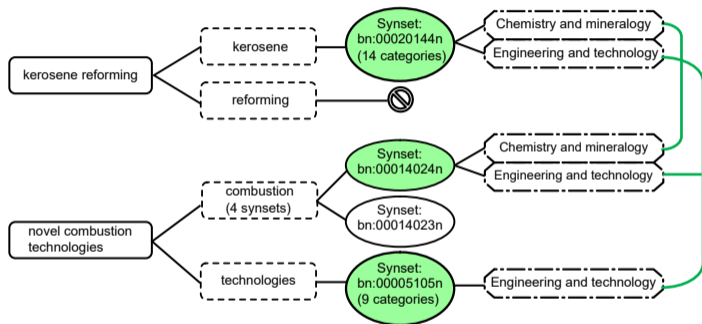 Synset:
bn:00020144n
(14 categories)
Chemistry and mineralogy
Engineering and technology
kerosene
kerosene reforming
reforming
Synset:
bn:00014024n
Chemistry and mineralogy
Engineering and technology
combustion
(4 synsets)
Synset:
bn:00014023n
novel combustion
technologies
technologies
Synset:
bn:00005105n
(9 categories)
Engineering and technology